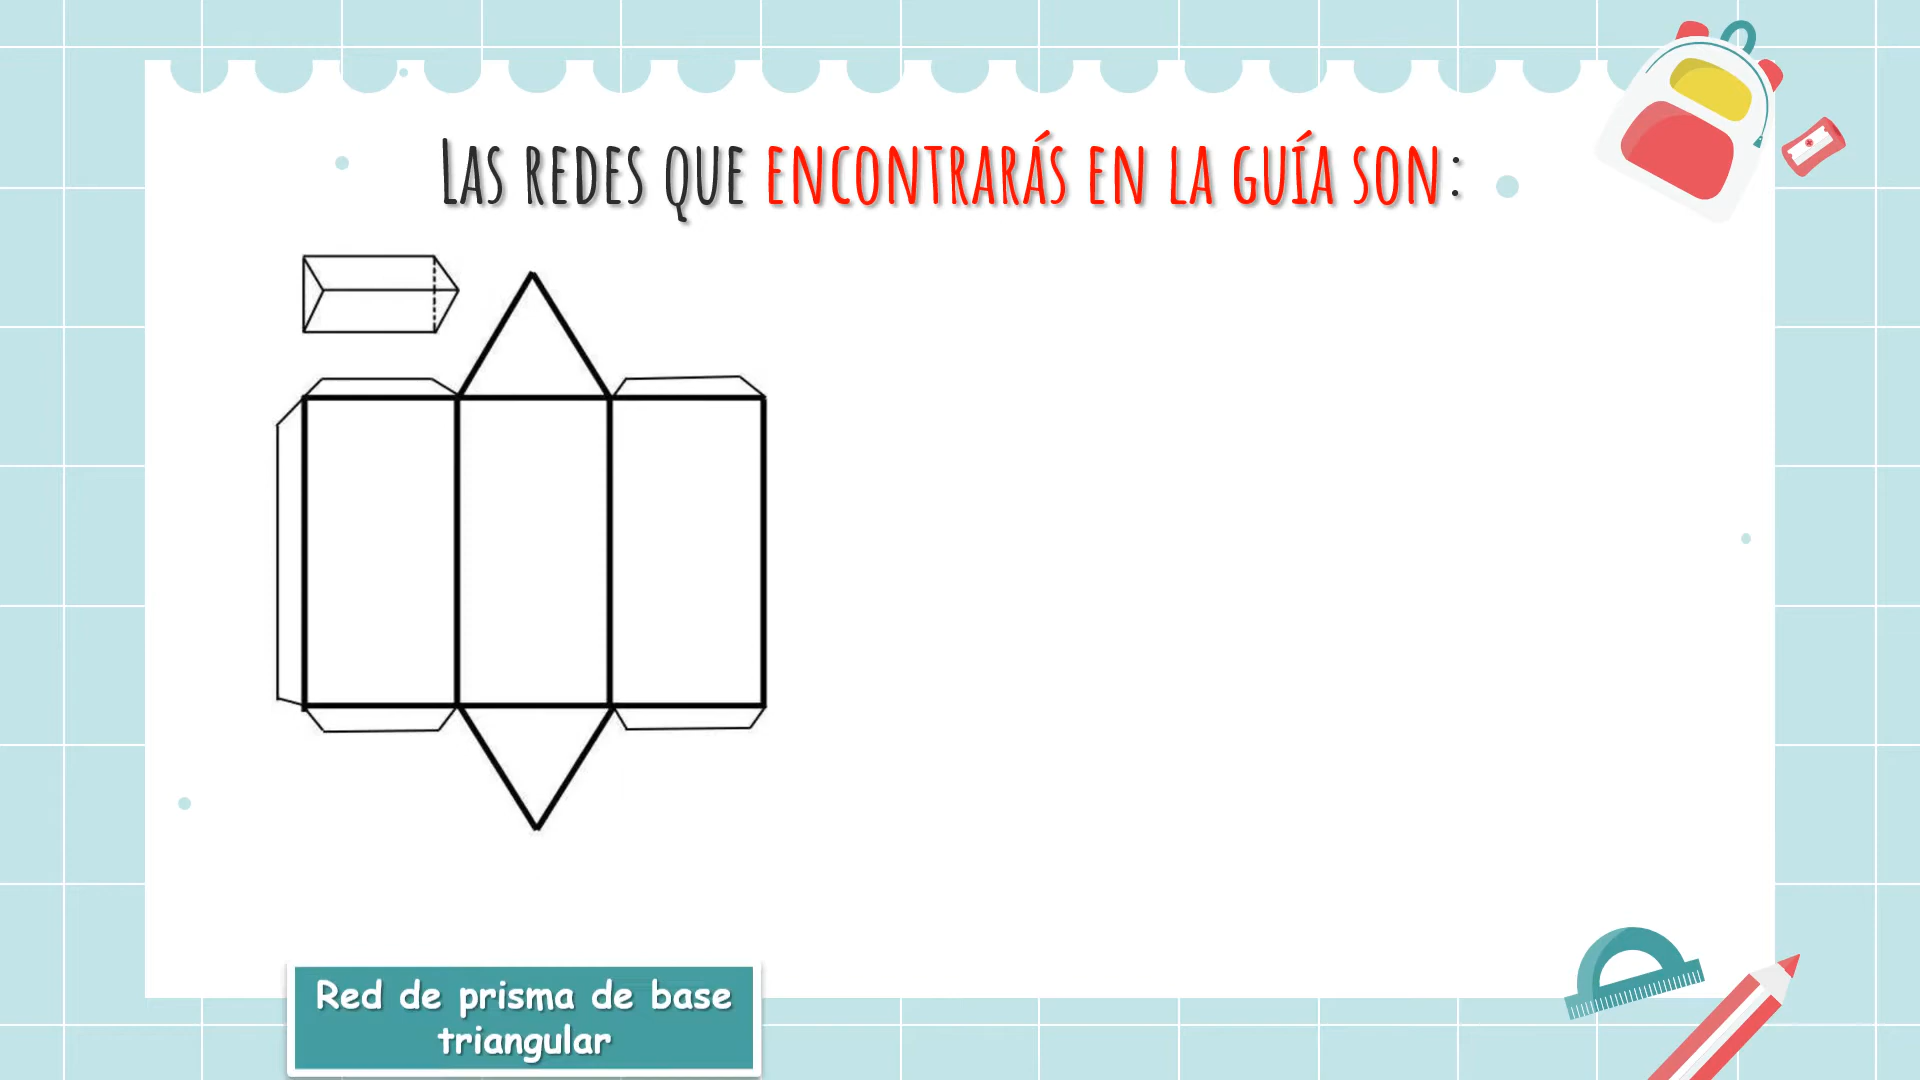 Las redes que encontrarás en la guía son:
Red de prisma de base
triangular